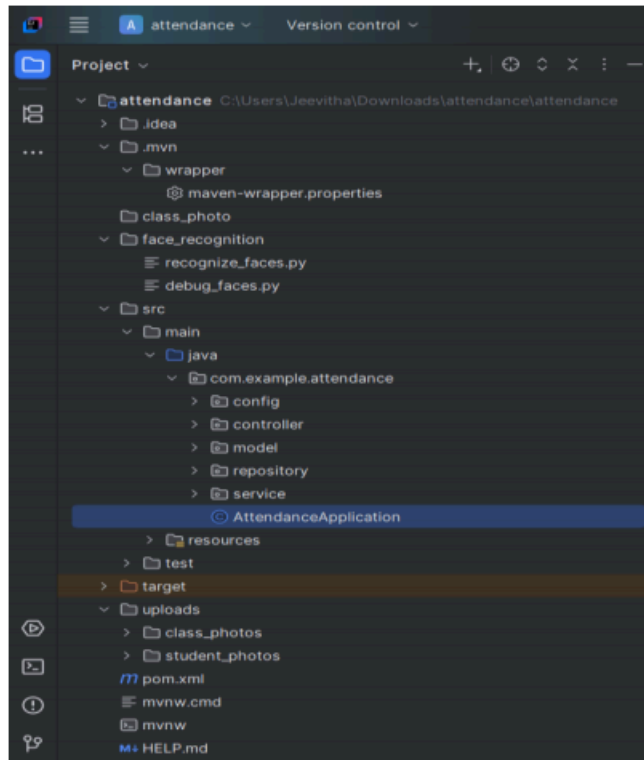 A attendance Version control
Project
attendance C:\Users\Jeevitha\Downloads\attendance\attendance
.idea
.mvn
wrapper
maven-wrapper.properties
class_photo
face_recognition
recognize_faces.py
debug_faces.py
src
main
java
com.example.attendance
config
controller
model
repository
service
AttendanceApplication
resources
test
target
uploads
class_photos
student_photos
m pom.xml
mvnw.cmd
mvnw
M↓ HELP.md